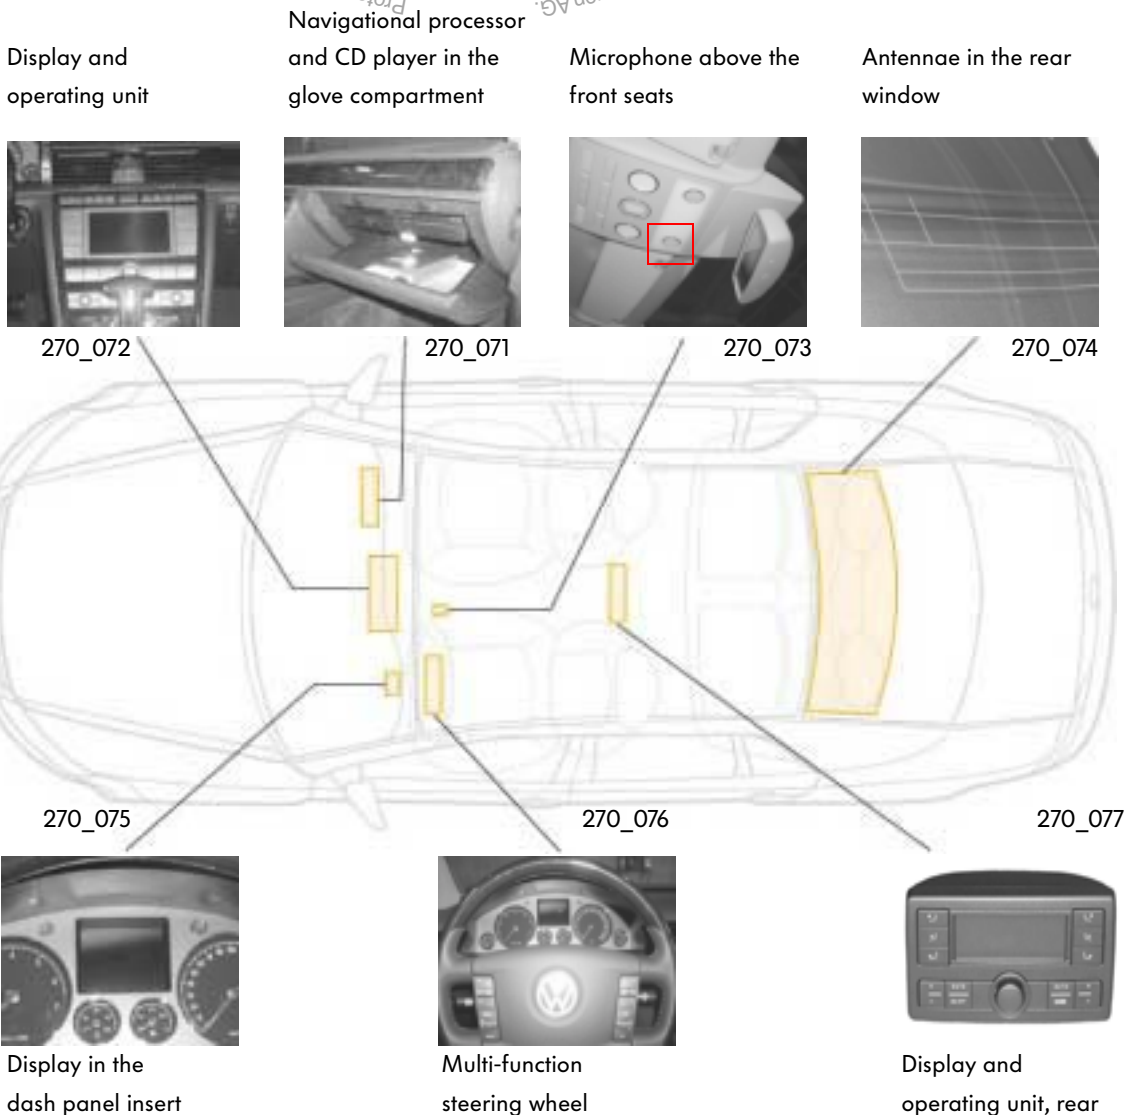 Navigational processor
Display and
and CD player in the
Microphone above the
Antennae in the rear
operating unit
glove compartment
front seats
window
270_072
270_071
270_073
270_074
270_075
270_076
270_077
Display in the
Multi-function
Display and
dash panel insert
steering wheel
operating unit, rear